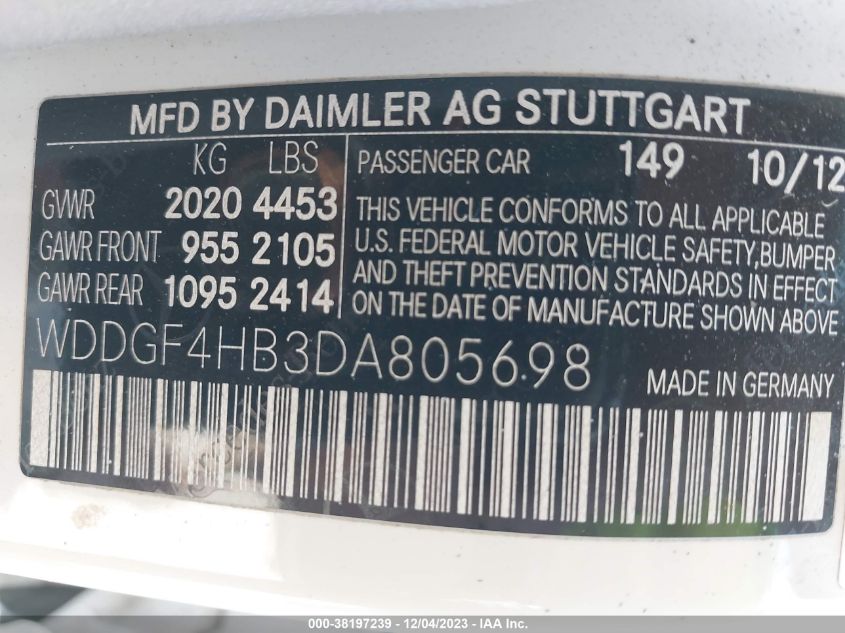 MFD BY DAIMLER AG STUTTGART
KG LBS
GVWR 2020 4453
GAWR FRONT 955 2105
GAWR REAR 1095 2414
PASSENGER CAR 149 10/12
THIS VEHICLE CONFORMS TO ALL APPLICABLE
U.S. FEDERAL MOTOR VEHICLE SAFETY,BUMPER
AND THEFT PREVENTION STANDARDS IN EFFECT
ON THE DATE OF MANUFACTURE SHOWN ABOVE
WDDGF4HB3DA805698
MADE IN GERMANY
000-38197239 - 12/04/2023 - IAA Inc.